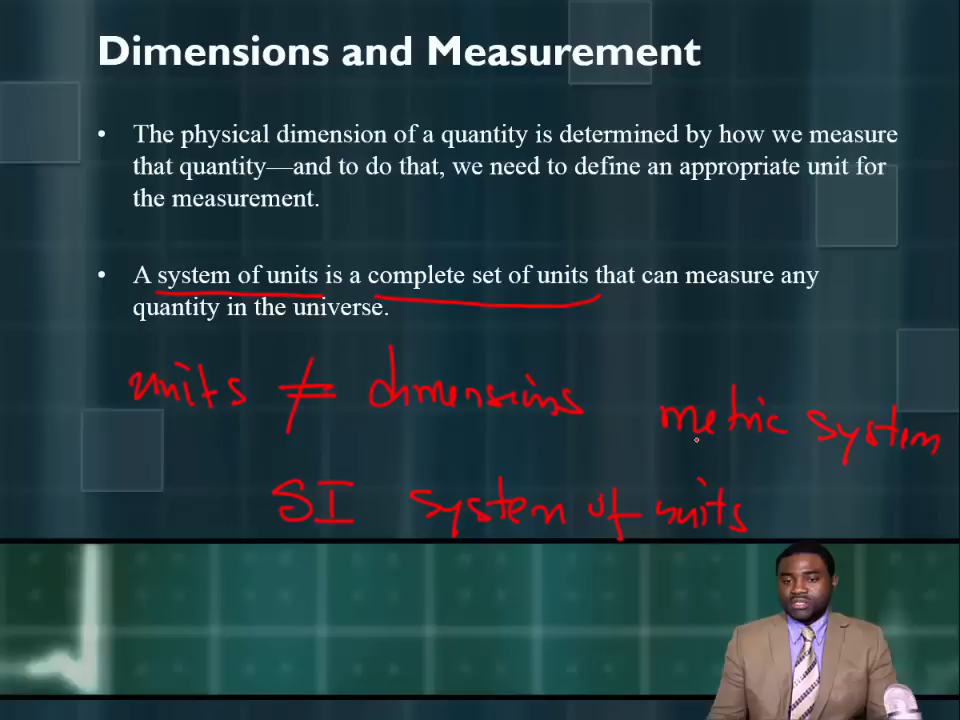 Dimensions and Measurement
• The physical dimension of a quantity is determined by how we measure
that quantity—and to do that, we need to define an appropriate unit for
the measurement.
• A system of units is a complete set of units that can measure any
quantity in the universe.
units ≠ dimensions
metric system
SI system of units